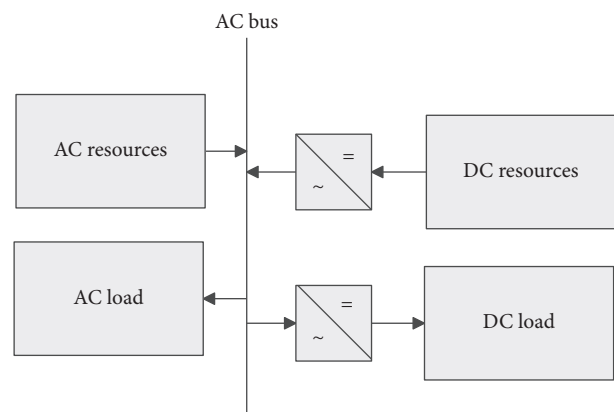 AC bus
AC resources
=
~
DC resources
AC load
=
~
DC load